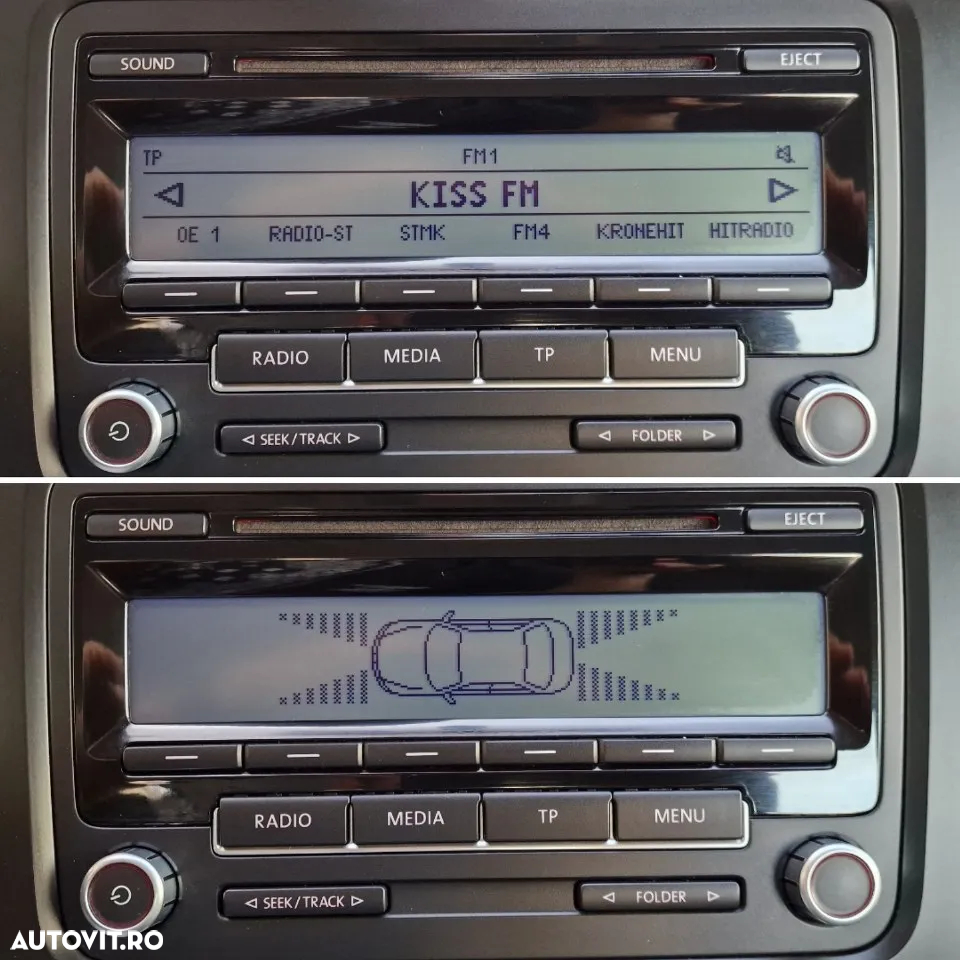 SOUND
EJECT
TP FM1
KISS FM
OE 1 RADIO-ST STMK FM4 KRONEHIT HITRADIO
RADIO MEDIA TP MENU
SEEK/TRACK FOLDER
SOUND
EJECT
RADIO MEDIA TP MENU
SEEK/TRACK FOLDER
AUTOVIT.RO